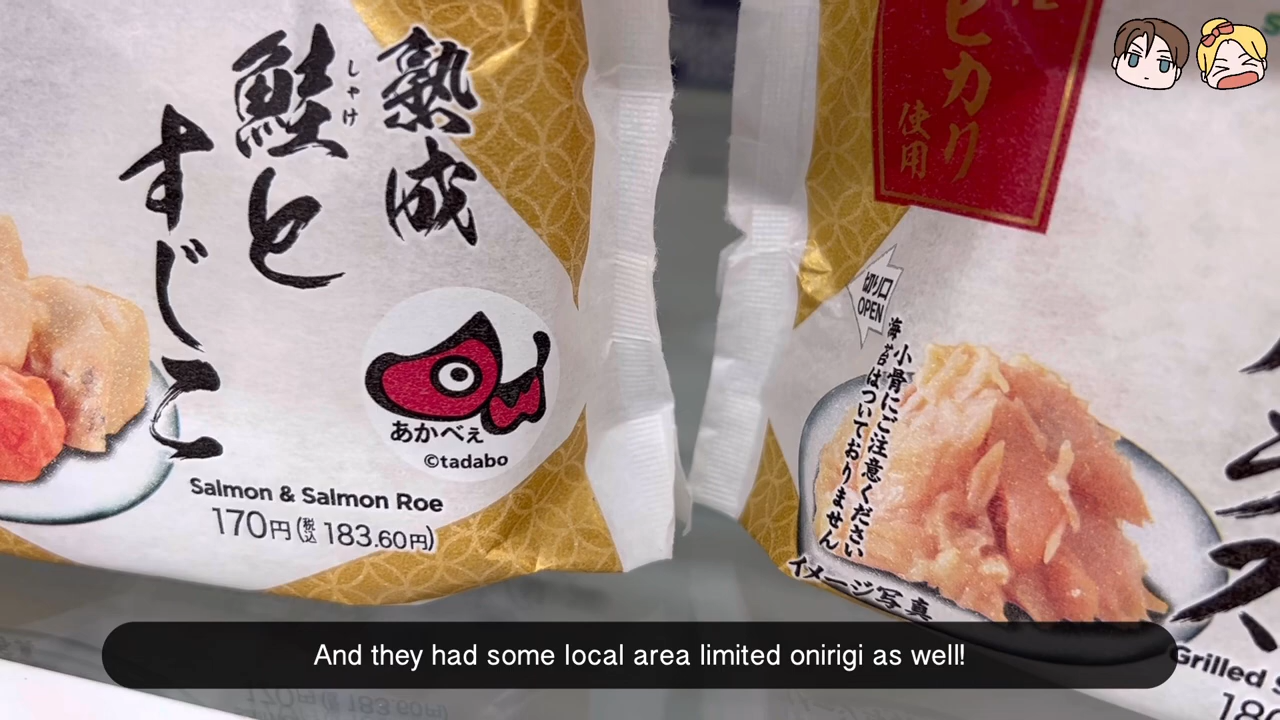 熟成
鮭と
しゃけ
すじこ
あかべぇ
©tadabo
Salmon & Salmon Roe
170円(税込183.60円)
ヒカリ
使用
切り口
OPEN
小骨にご注意ください
海苔はついておりません
イメージ写真
Grilled
And they had some local area limited onirigi as well!